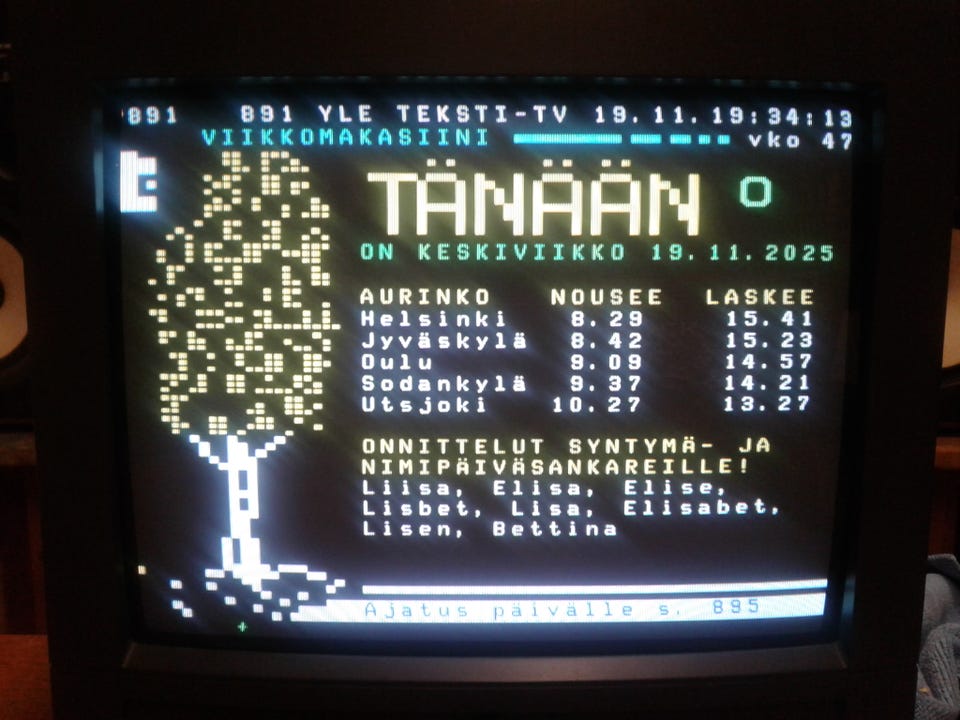 891 891 YLE TEKSTI-TV 19.11.19:34:13
VIIKKOMAKASIINI vko 47
TÄNÄÄN
ON KESKIVIIKKO 19.11.2025
AURINKO NOUSEE LASKEE
Helsinki 8.29 15.41
Jyväskylä 8.42 15.23
Oulu 9.09 14.57
Sodankylä 9.37 14.21
Utsjoki 10.27 13.27
ONNITTELUT SYNTYMÄ- JA
NIMIPÄIVÄSANKAREILLE!
Liisa, Elisa, Elise,
Lisbet, Lisa, Elisabet,
Lisen, Bettina
Ajatus päivälle s. 895